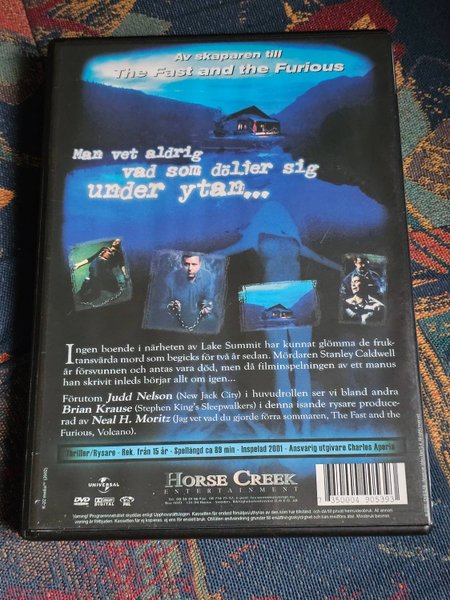 Av skaparen till
The Fast and the Furious
Man vet aldrig
vad som döljer sig
under ytan...
Ingen boende i närheten av Lake Summit har kunnat glömma de fruk-
tansvärda mord som begicks för två år sedan. Mördaren Stanley Caldwell
är försvunnen och antas vara död, men då filminspelningen av ett manus
han skrivit inleds börjar allt om igen...
Förutom Judd Nelson (New Jack City) i huvudrollen ser vi bland andra
Brian Krause (Stephen King's Sleepwalkers) i denna isande rysare produce-
rad av Neal H. Moritz (Jag vet vad du gjorde förra sommaren, The Fast and the
Furious, Volcano).
Thriller/Rysare - Rek. från 15 år - Spellängd ca 89 min - Inspelad 2001 - Ansvarig utgivare Charles Aperia
UNIVERSAL
DVD
DIGITAL
HORSE CREEK
ENTERTAINMENT
7 350004 905393